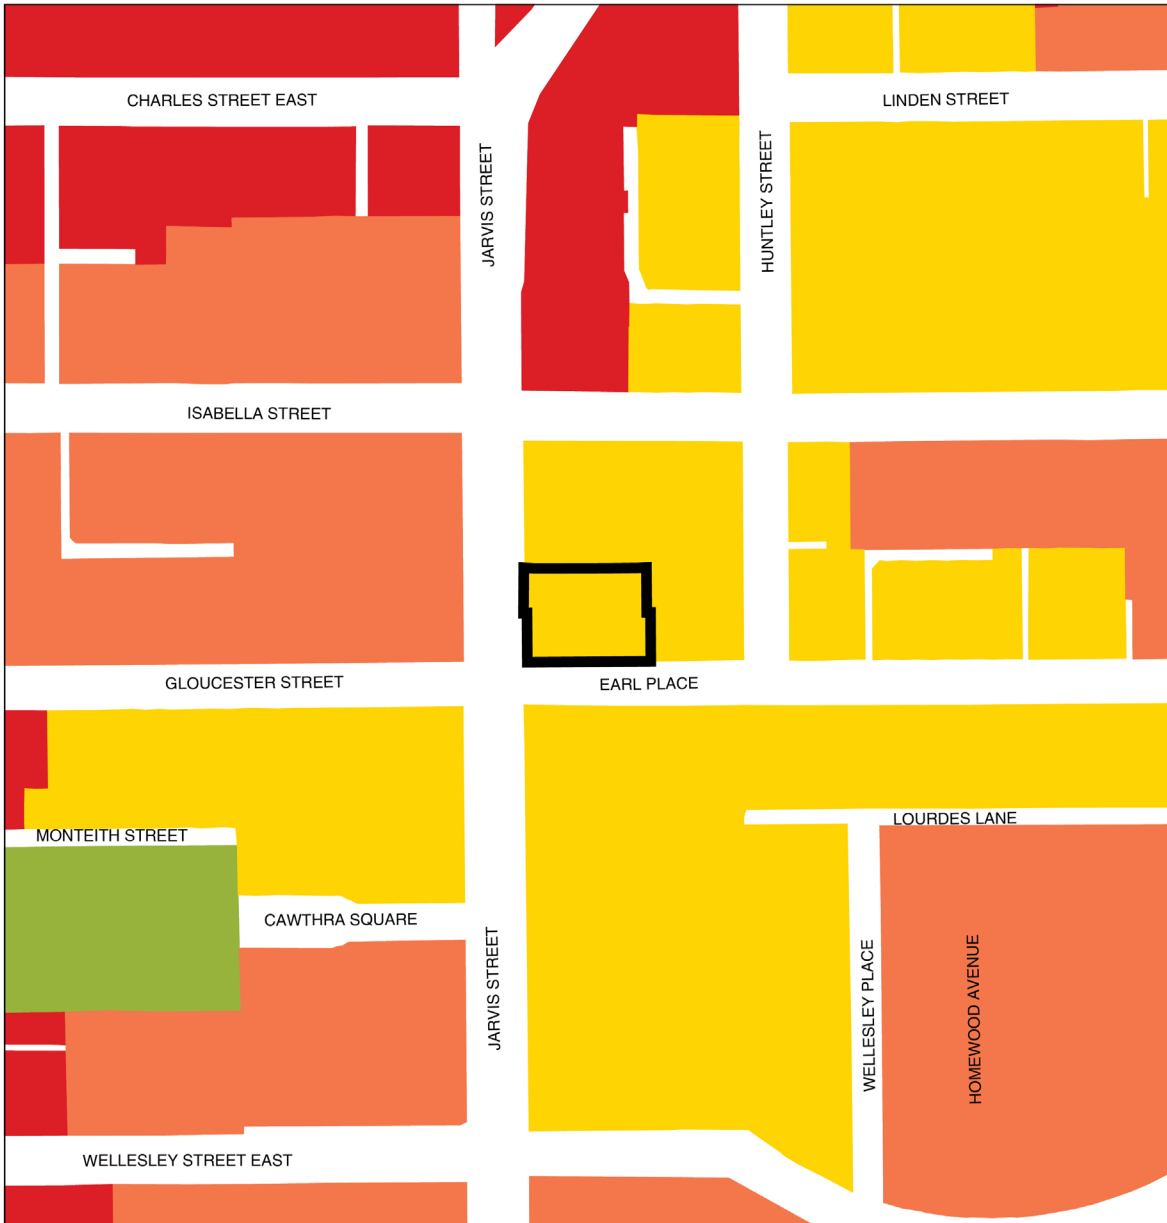 CHARLES STREET EAST
LINDEN STREET
JARVIS STREET
HUNTLEY STREET
ISABELLA STREET
GLOUCESTER STREET
EARL PLACE
MONTEITH STREET
LOURDES LANE
CAWTHRA SQUARE
JARVIS STREET
WELLESLEY PLACE
HOMEWOOD AVENUE
WELLESLEY STREET EAST